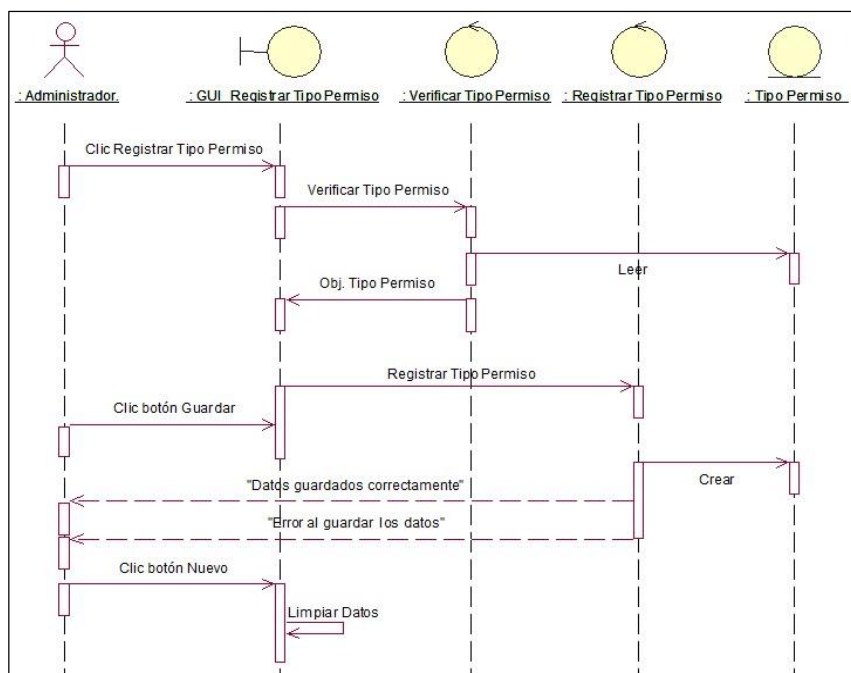 : Administrador.
: GUI_Registrar Tipo Permiso
: Verificar Tipo Permiso
: Registrar Tipo Permiso
: Tipo Permiso
Clic Registrar Tipo Permiso
Verificar Tipo Permiso
Leer
Obj. Tipo Permiso
Registrar Tipo Permiso
Clic botón Guardar
Crear
"Datos guardados correctamente"
"Error al guardar los datos"
Clic botón Nuevo
Limpiar Datos